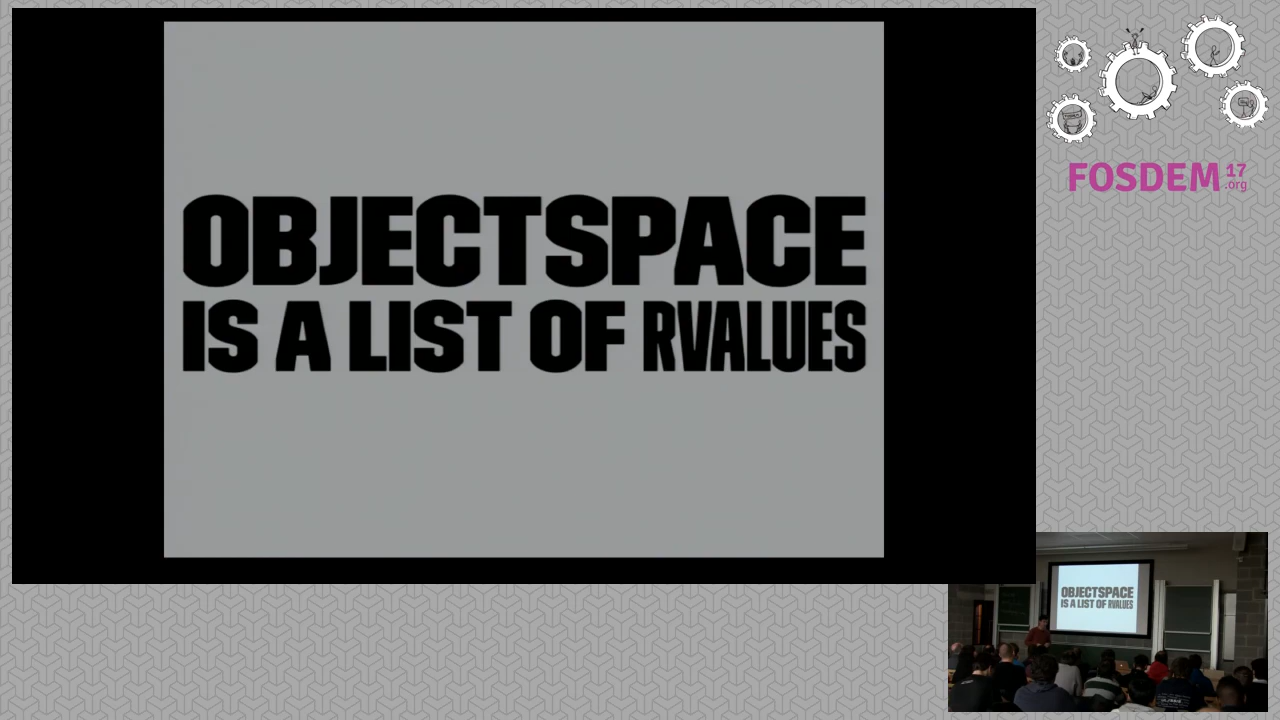 OBJECTSPACE
IS A LIST OF RVALUES
FOSDEM 17
.org
OBJECTSPACE
IS A LIST OF RVALUES